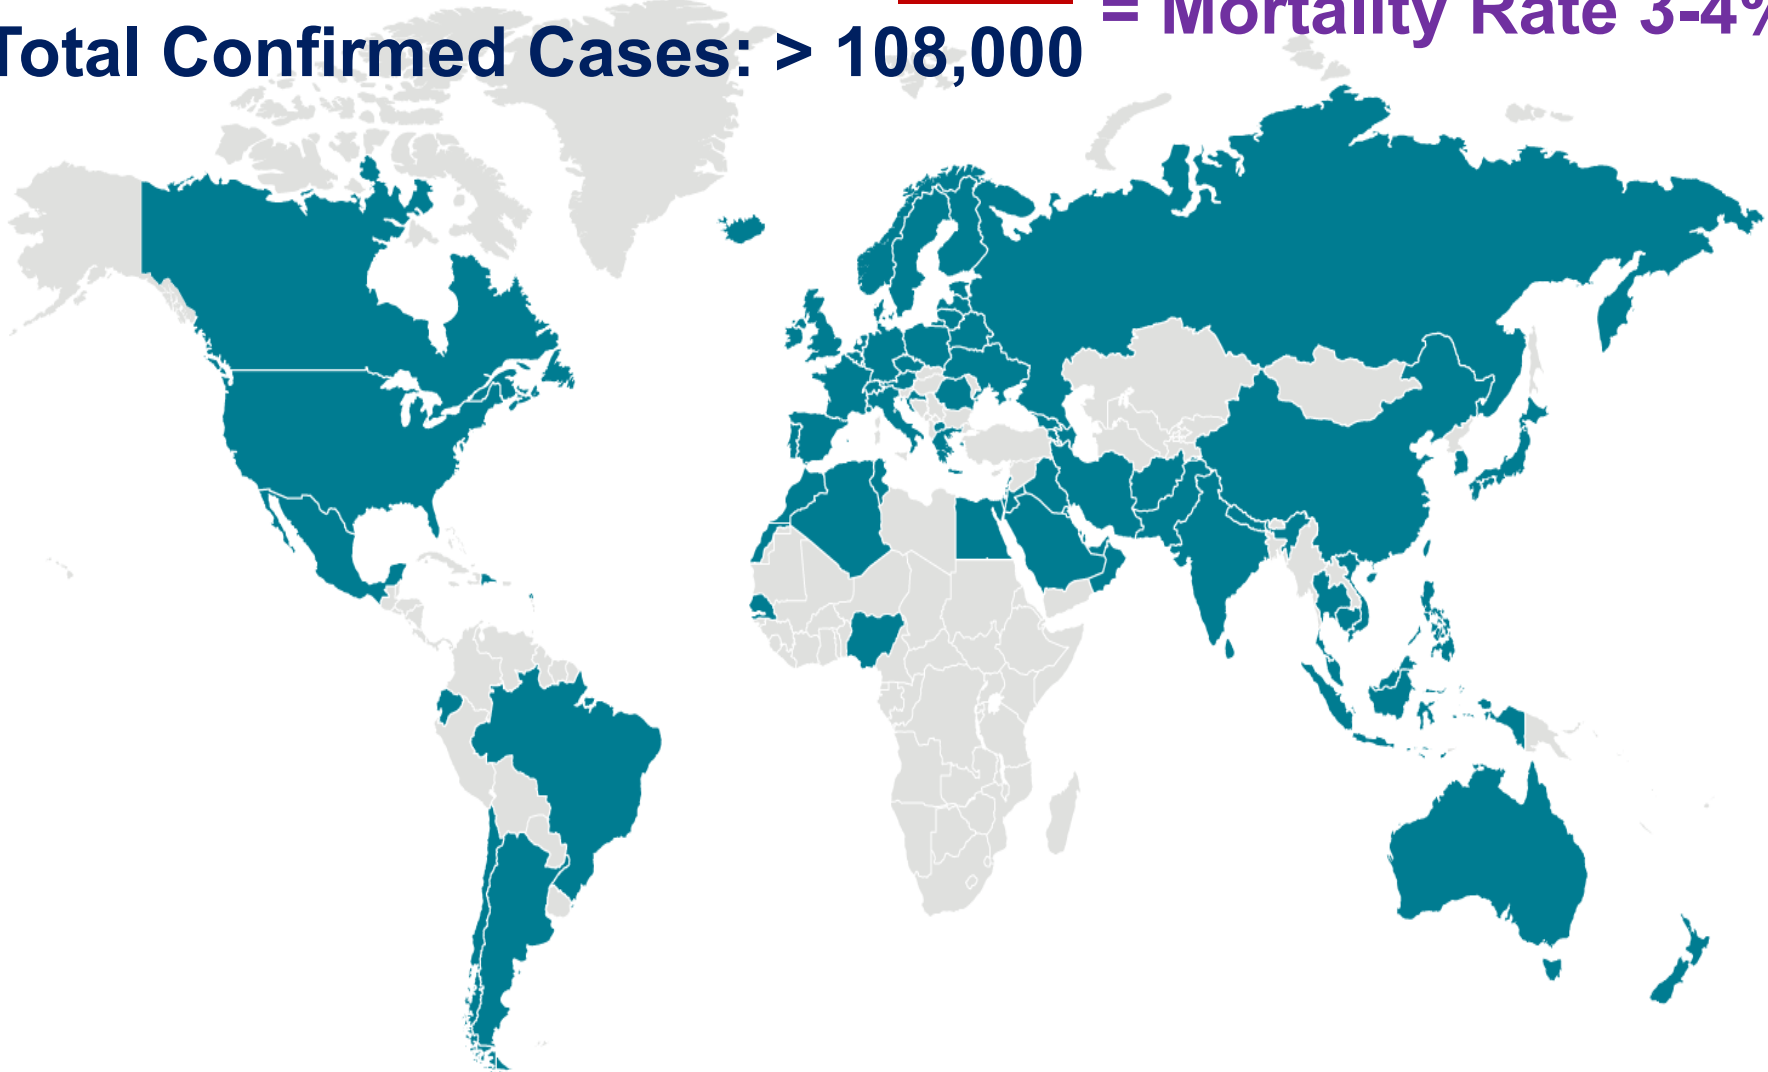 = Mortality Rate 3-4%
Total Confirmed Cases: > 108,000